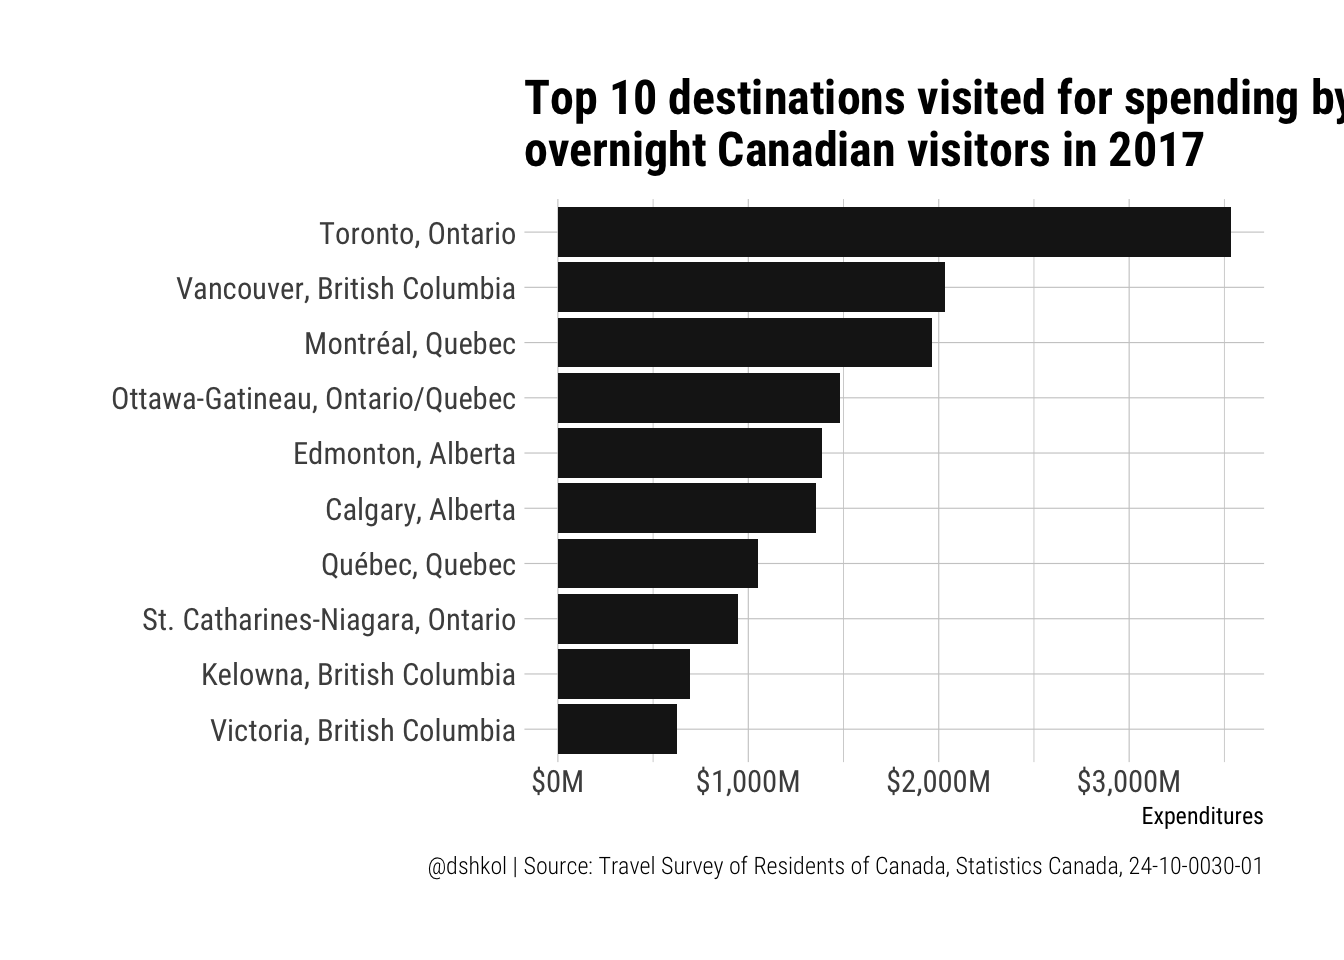 Top 10 destinations visited for spending by
overnight Canadian visitors in 2017
Toronto, Ontario
Vancouver, British Columbia
Montréal, Quebec
Ottawa-Gatineau, Ontario/Quebec
Edmonton, Alberta
Calgary, Alberta
Québec, Quebec
St. Catharines-Niagara, Ontario
Kelowna, British Columbia
Victoria, British Columbia
$0M $1,000M $2,000M $3,000M
Expenditures
@dshkol | Source: Travel Survey of Residents of Canada, Statistics Canada, 24-10-0030-01